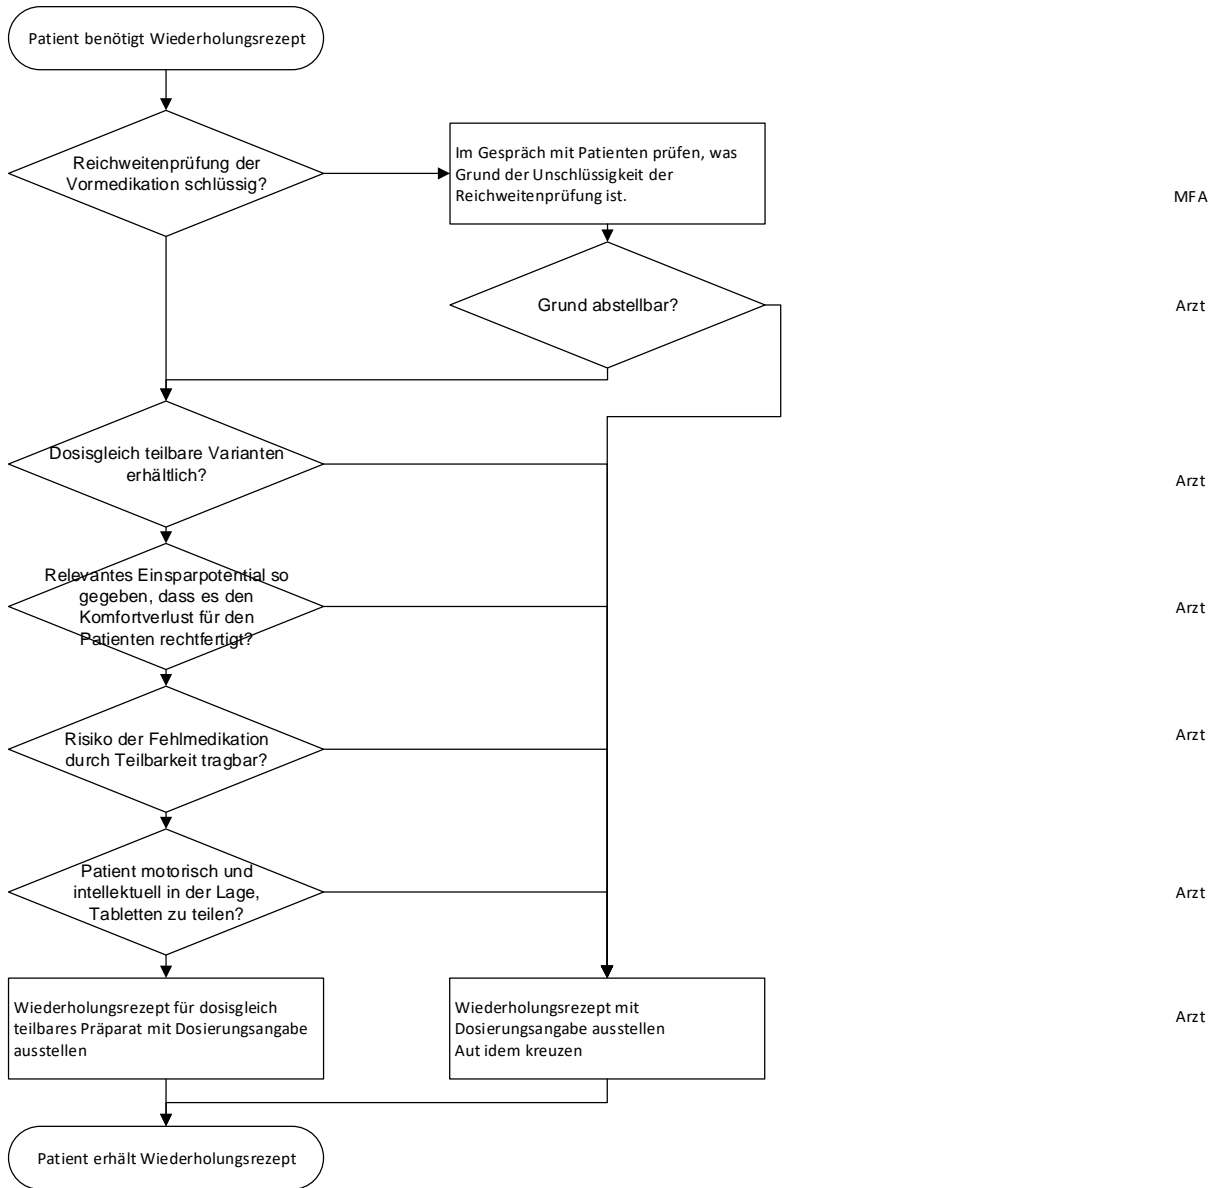 Patient benötigt Wiederholungsrezept
Reichweitenprüfung der
Vormedikation schlüssig?
Im Gespräch mit Patienten prüfen, was
Grund der Unschlüssigkeit der
Reichweitenprüfung ist.
MFA
Grund abstellbar?
Arzt
Dosisgleich teilbare Varianten
erhältlich?
Arzt
Relevantes Einsparpotential so
gegeben, dass es den
Komfortverlust für den
Patienten rechtfertigt?
Arzt
Risiko der Fehlmedikation
durch Teilbarkeit tragbar?
Arzt
Patient motorisch und
intellektuell in der Lage,
Tabletten zu teilen?
Arzt
Wiederholungsrezept für dosisgleich
teilbares Präparat mit Dosierungsangabe
ausstellen
Wiederholungsrezept mit
Dosierungsangabe ausstellen
Aut idem kreuzen
Arzt
Patient erhält Wiederholungsrezept